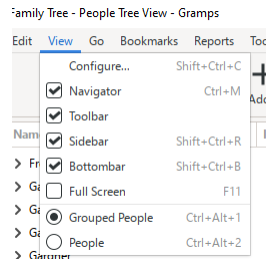 Family Tree - People Tree View - Gramps
Edit View Go Bookmarks Reports
Configure... Shift+Ctrl+C
Navigator Ctrl+M
Toolbar
Sidebar Shift+Ctrl+R
Bottombar Shift+Ctrl+B
Full Screen F11
Grouped People Ctrl+Alt+1
People Ctrl+Alt+2
Gardner